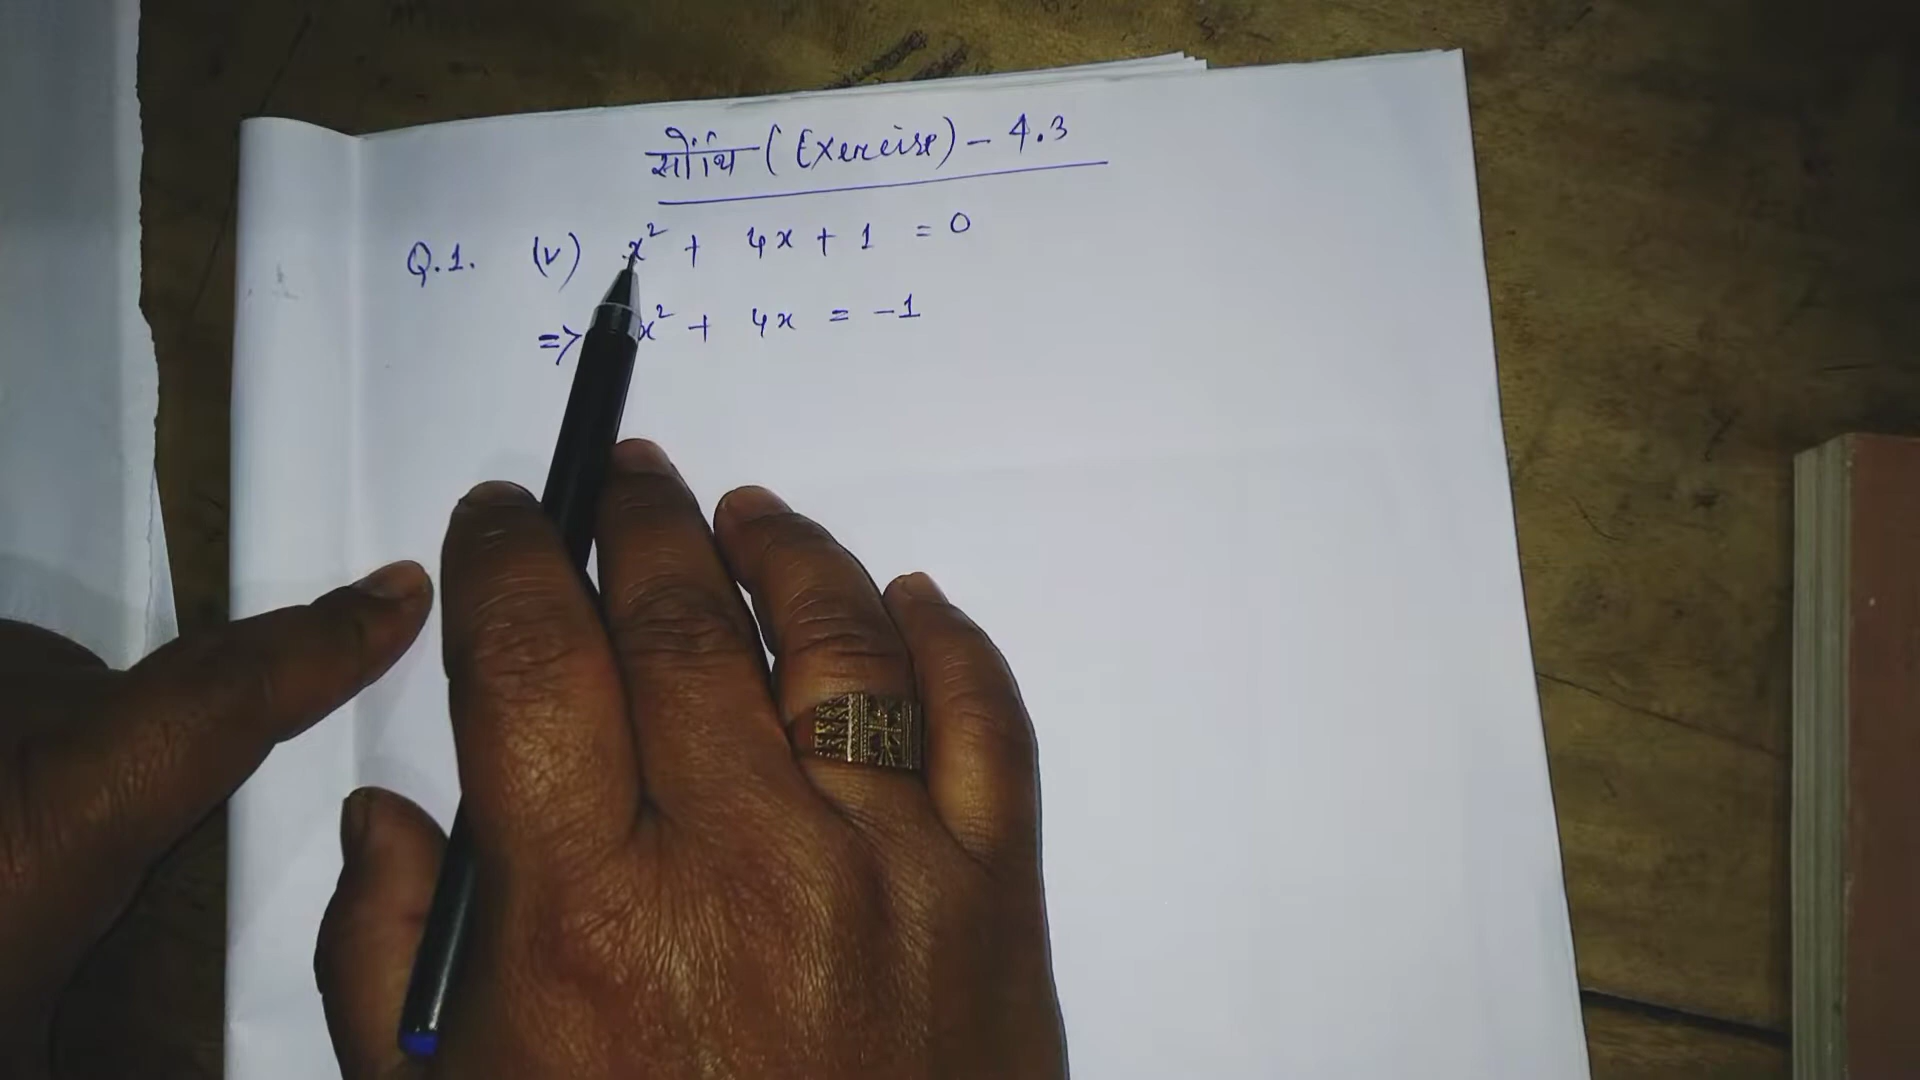 (Exercise) - 4.3
Q.1. (v) x² + 4x + 1 = 0
=> x² + 4x = -1